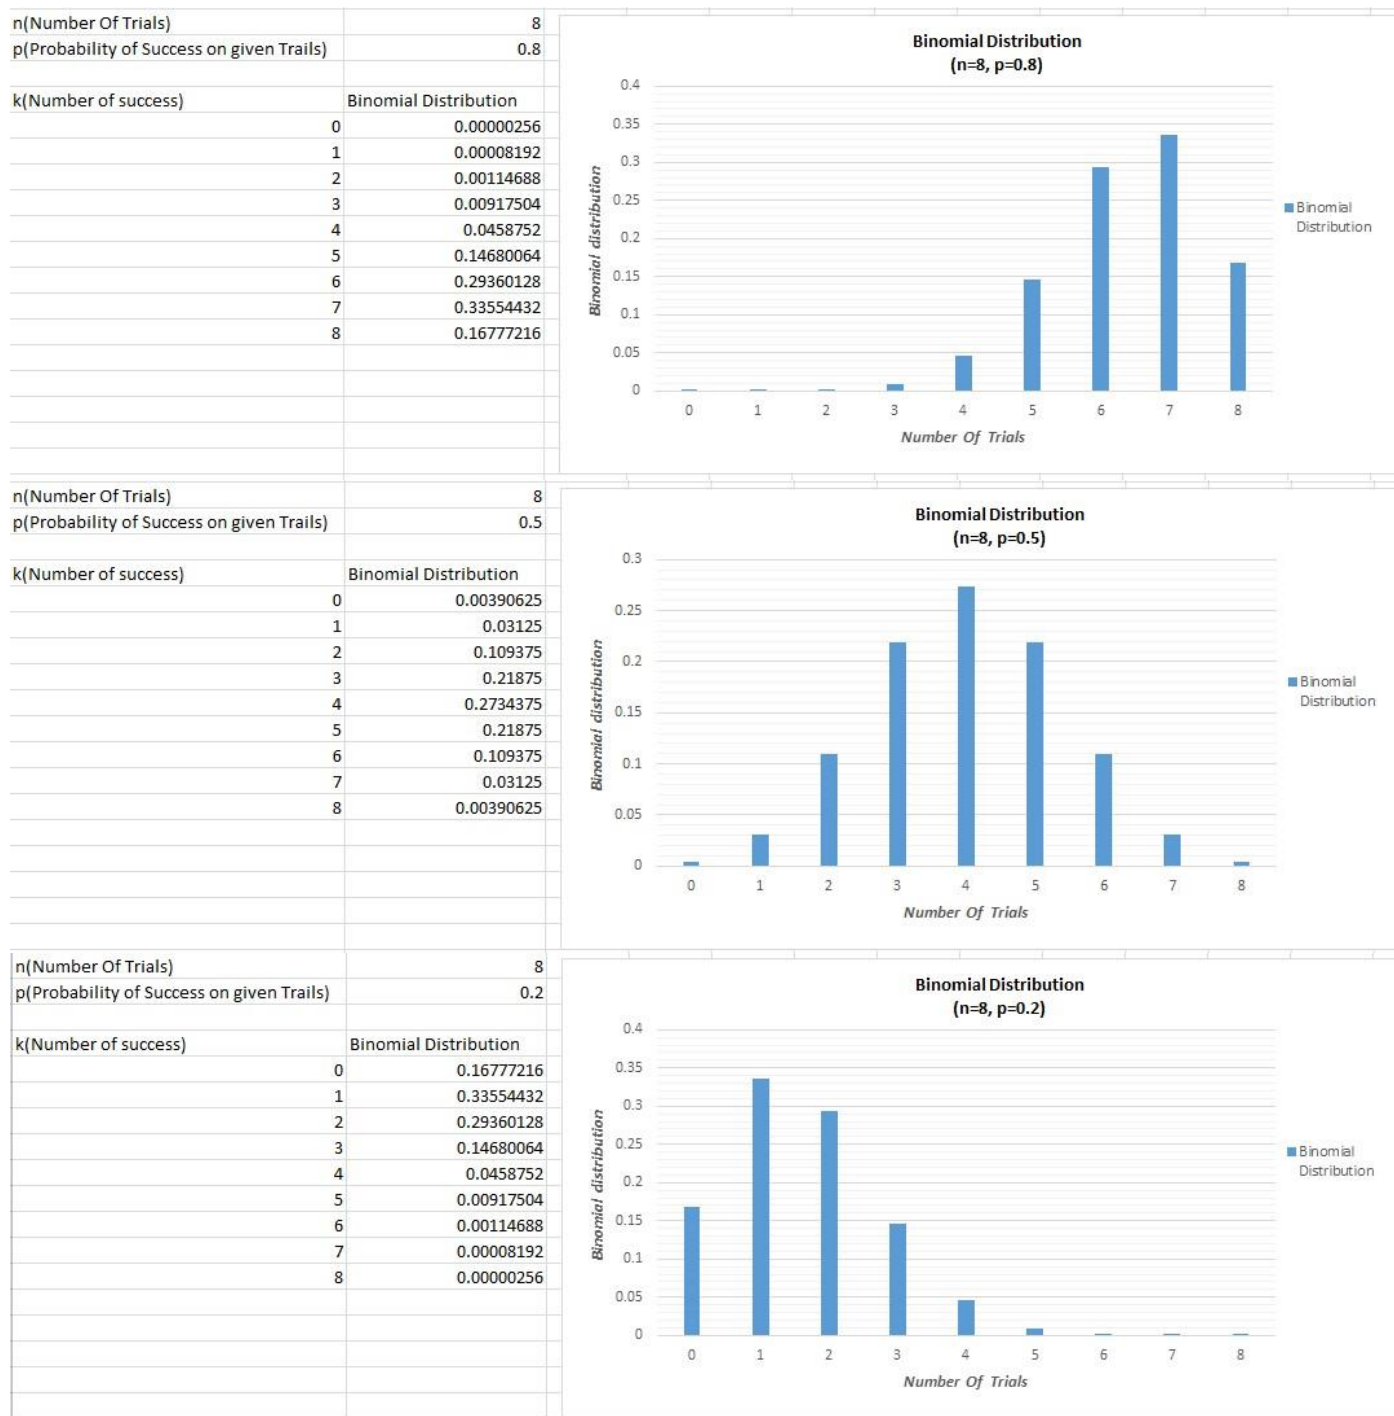 n(Number Of Trials) 8
p(Probability of Success on given Trails) 0.8
k(Number of success) Binomial Distribution
0 0.00000256
1 0.00008192
2 0.00114688
3 0.00917504
4 0.0458752
5 0.14680064
6 0.29360128
7 0.33554432
8 0.16777216
Binomial Distribution
(n=8, p=0.8)
Binomial distribution
0.4
0.35
0.3
0.25
0.2
0.15
0.1
0.05
0
0 1 2 3 4 5 6 7 8
Number Of Trials
Binomial
Distribution
n(Number Of Trials) 8
p(Probability of Success on given Trails) 0.5
k(Number of success) Binomial Distribution
0 0.00390625
1 0.03125
2 0.109375
3 0.21875
4 0.2734375
5 0.21875
6 0.109375
7 0.03125
8 0.00390625
Binomial Distribution
(n=8, p=0.5)
Binomial distribution
0.3
0.25
0.2
0.15
0.1
0.05
0
0 1 2 3 4 5 6 7 8
Number Of Trials
Binomial
Distribution
n(Number Of Trials) 8
p(Probability of Success on given Trails) 0.2
k(Number of success) Binomial Distribution
0 0.16777216
1 0.33554432
2 0.29360128
3 0.14680064
4 0.0458752
5 0.00917504
6 0.00114688
7 0.00008192
8 0.00000256
Binomial Distribution
(n=8, p=0.2)
Binomial distribution
0.4
0.35
0.3
0.25
0.2
0.15
0.1
0.05
0
0 1 2 3 4 5 6 7 8
Number Of Trials
Binomial
Distribution